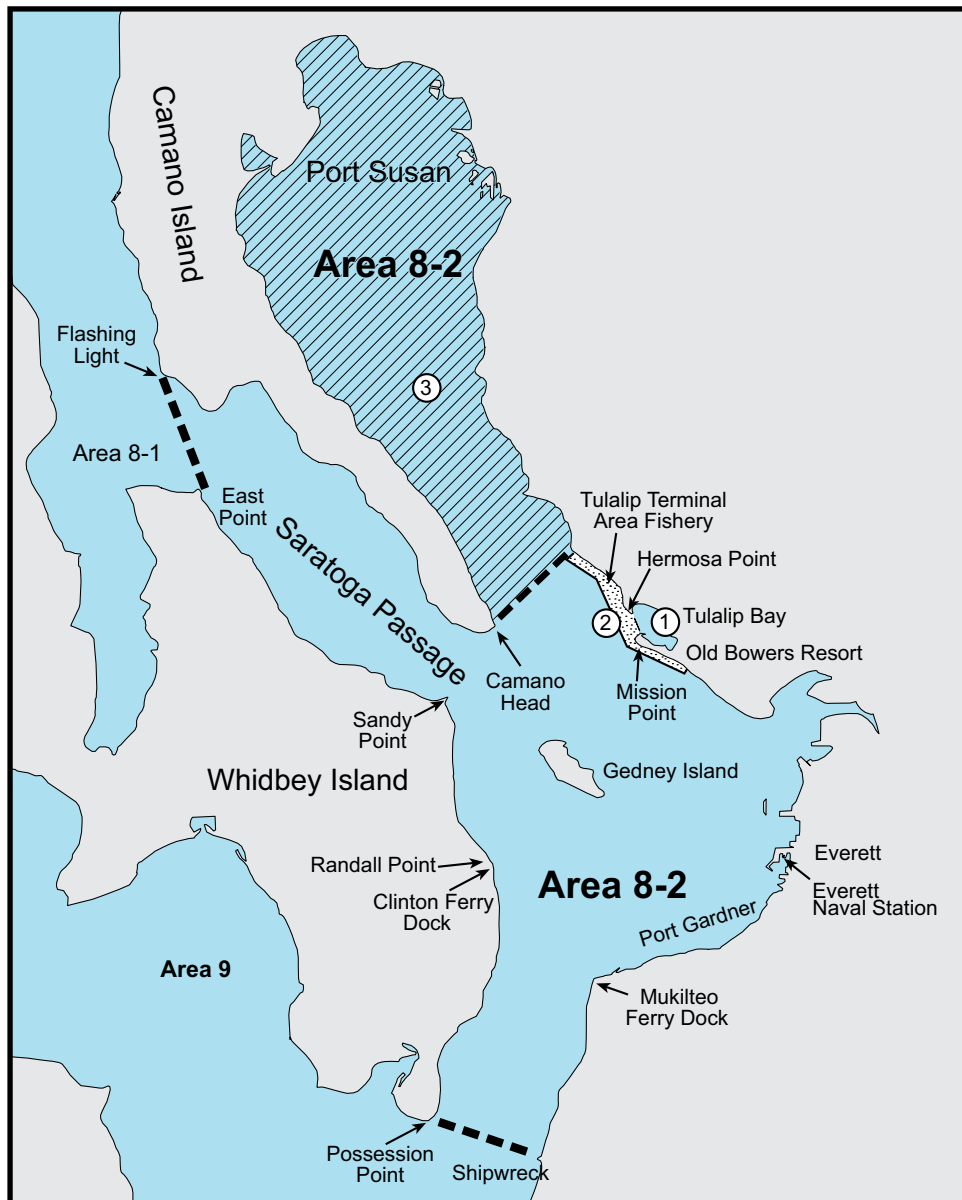 Camano Island
Port Susan
Area 8-2
Flashing
Light
3
Area 8-1
East
Point
Saratoga Passage
Tulalip Terminal
Area Fishery
Hermosa Point
2
1
Tulalip Bay
Old Bowers Resort
Camano
Head
Mission
Point
Sandy
Point
Gedney Island
Whidbey Island
Randall Point
Clinton Ferry
Dock
Area 8-2
Everett
Everett
Naval Station
Port Gardner
Area 9
Mukilteo
Ferry Dock
Possession
Point
Shipwreck